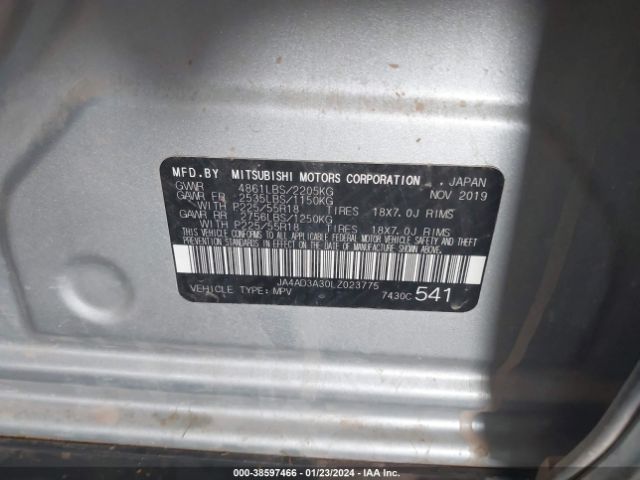 MFD.BY MITSUBISHI MOTORS CORPORATION . . JAPAN
GVWR 4861LBS/2205KG NOV 2019
GAWR FR 2535LBS/1150KG
WITH P225/55R18 TIRES 18X7.0J RIMS
GAWR RR 2756LBS/1250KG
WITH P225/55R18 TIRES 18X7.0J RIMS
THIS VEHICLE CONFORMS TO ALL APPLICABLE FEDERAL MOTOR VEHICLE SAFETY AND THEFT
PREVENTION STANDARDS IN EFFECT ON THE DATE OF MANUFACTURE SHOWN ABOVE.
JA4AD3A30LZ023775
VEHICLE TYPE: MPV 7430C 541
000-38597466 - 01/23/2024 - IAA Inc.